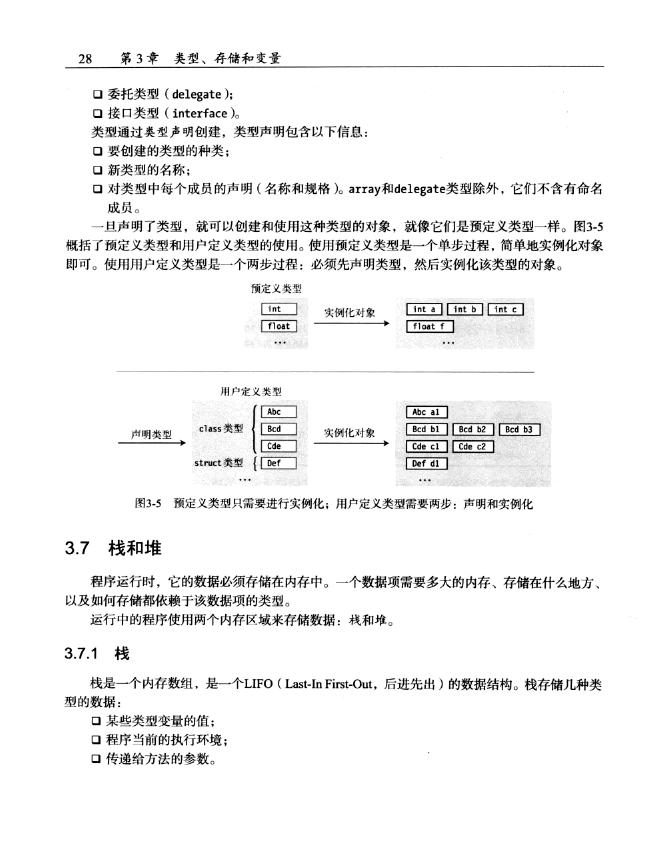 28 第3章 类型、存储和变量
❑ 委托类型（delegate）；
❑ 接口类型（interface）。
类型通过类型声明创建，类型声明包含以下信息：
❑ 要创建的类型的种类；
❑ 新类型的名称；
❑ 对类型中每个成员的声明（名称和规格）。array和delegate类型除外，它们不含有命名
成员。
一旦声明了类型，就可以创建和使用这种类型的对象，就像它们是预定义类型一样。图3-5
概括了预定义类型和用户定义类型的使用。使用预定义类型是一个单步过程，简单地实例化对象
即可。使用用户定义类型是一个两步过程：必须先声明类型，然后实例化该类型的对象。
预定义类型
int 实例化对象 int a int b int c
float float f
... ...
用户定义类型
Abc Abc a1
声明类型 class类型 Bcd 实例化对象 Bcd b1 Bcd b2 Bcd b3
Cde Cde c1 Cde c2
struct类型 Def Def d1
... ...
图3-5 预定义类型只需要进行实例化；用户定义类型需要两步：声明和实例化
3.7 栈和堆
程序运行时，它的数据必须存储在内存中。一个数据项需要多大的内存、存储在什么地方、
以及如何存储都依赖于该数据项的类型。
运行中的程序使用两个内存区域来存储数据：栈和堆。
3.7.1 栈
栈是一个内存数组，是一个LIFO（Last-In First-Out，后进先出）的数据结构。栈存储几种类
型的数据：
❑ 某些类型变量的值；
❑ 程序当前的执行环境；
❑ 传递给方法的参数。